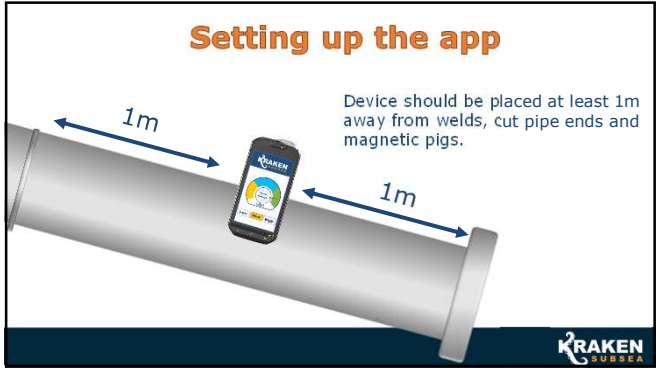 Setting up the app
Device should be placed at least 1m
away from welds, cut pipe ends and
magnetic pigs.
1m
KRAKEN
1m
KRAKEN
SUBSEA